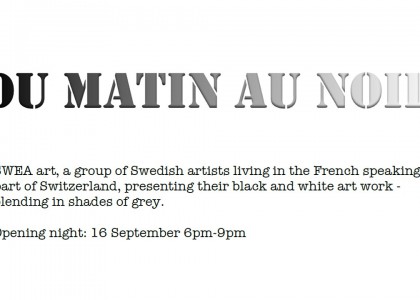 DU MATIN AU NOIR
SWEA art, a group of Swedish artists living in the French speaking
part of Switzerland, presenting their black and white art work -
blending in shades of grey.
Opening night: 16 September 6pm-9pm